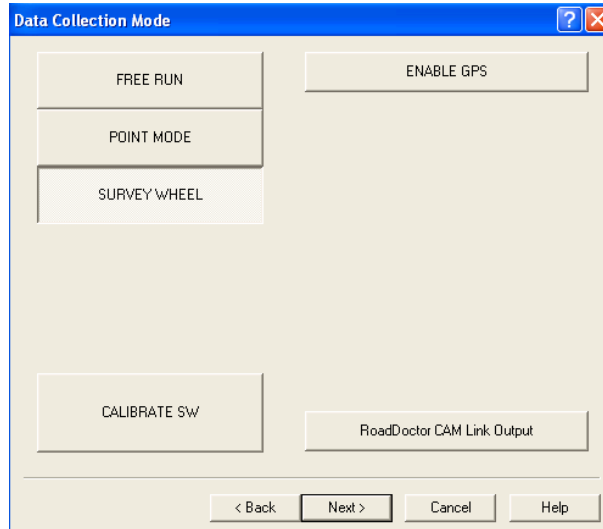 Data Collection Mode
FREE RUN
ENABLE GPS
POINT MODE
SURVEY WHEEL
CALIBRATE SW
RoadDoctor CAM Link Output
< Back
Next >
Cancel
Help